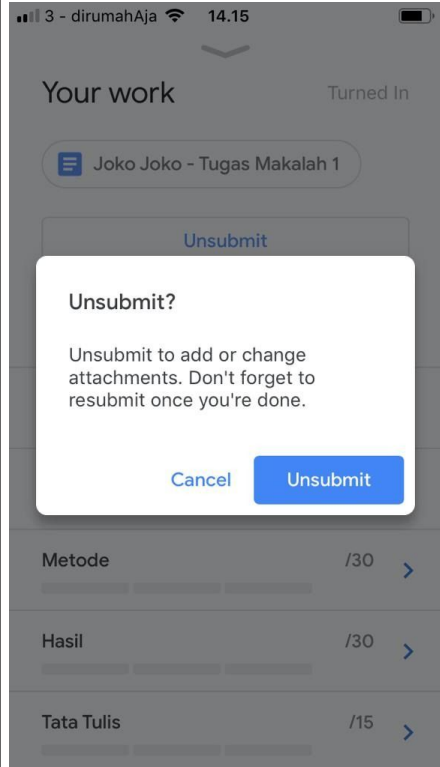 3 - dirumahAja 14.15
Your work Turned In
Joko Joko - Tugas Makalah 1
Unsubmit
Unsubmit?
Unsubmit to add or change
attachments. Don't forget to
resubmit once you're done.
Cancel Unsubmit
Metode /30
Hasil /30
Tata Tulis /15